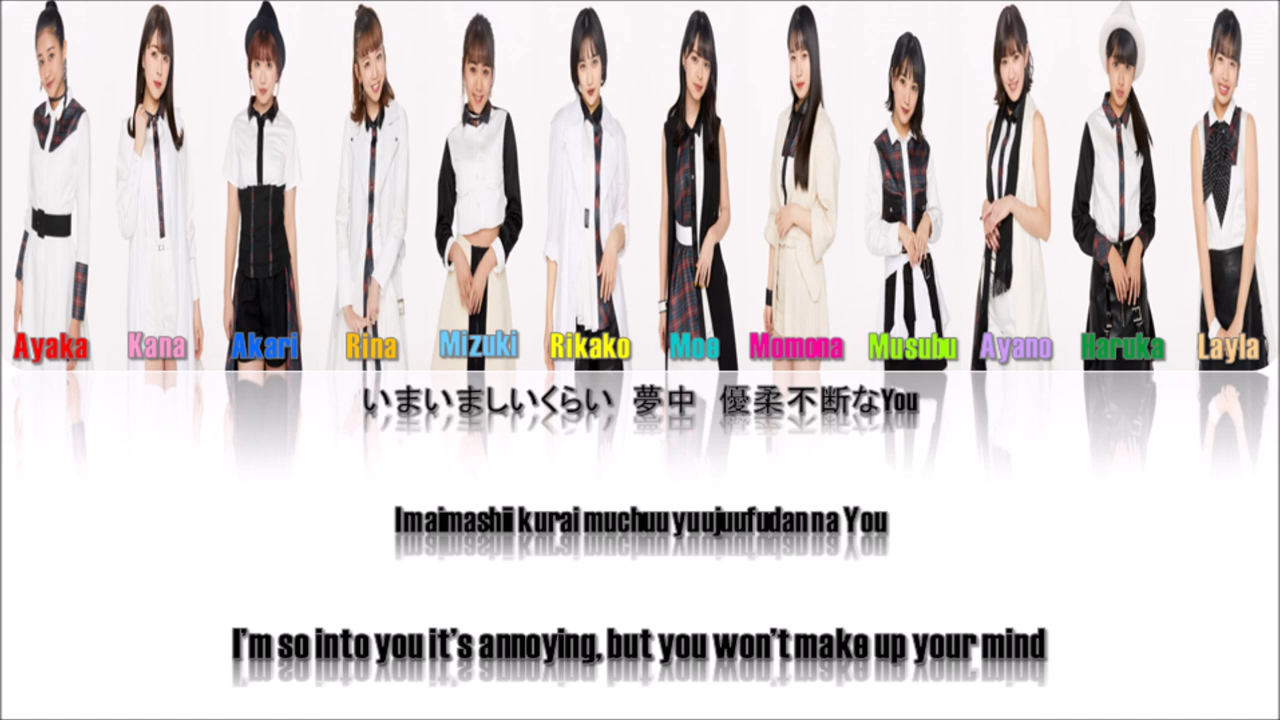 Ayaka Kana Akari Rina Mizuki Rikako Moe Momona Musubu Ayano Haruka Layla
いまいましいくらい 夢中 優柔不断なYou
Imaimashii kurai muchuu yuujuufudan na You
I'm so into you it's annoying, but you won't make up your mind